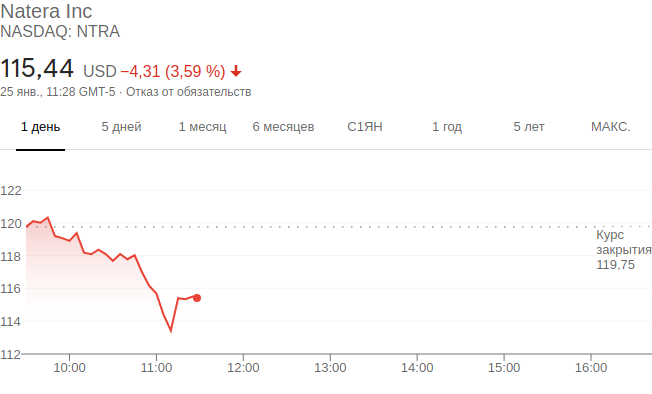 Natera Inc
NASDAQ: NTRA
115,44 USD −4,31 (3,59 %)
25 янв., 11:28 GMT-5 · Отказ от обязательств
1 день 5 дней 1 месяц 6 месяцев С1ЯН 1 год 5 лет МАКС.
122
120
Курс
закрытия
119,75
118
116
114
112
10:00 11:00 12:00 13:00 14:00 15:00 16:00